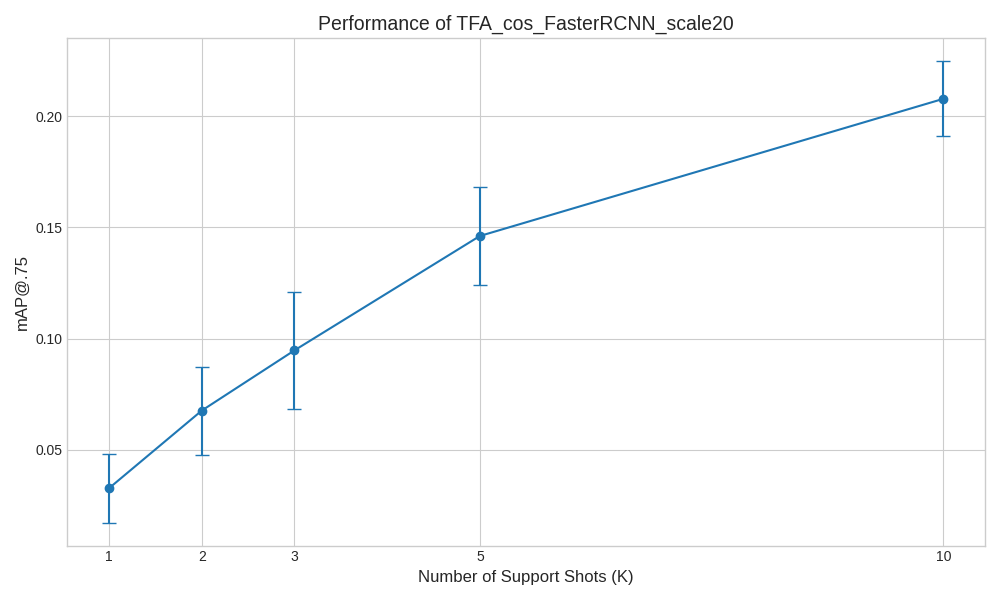 Performance of TFA_cos_FasterRCNN_scale20
mAP@.75
0.20
0.15
0.10
0.05
1 2 3 5 10
Number of Support Shots (K)